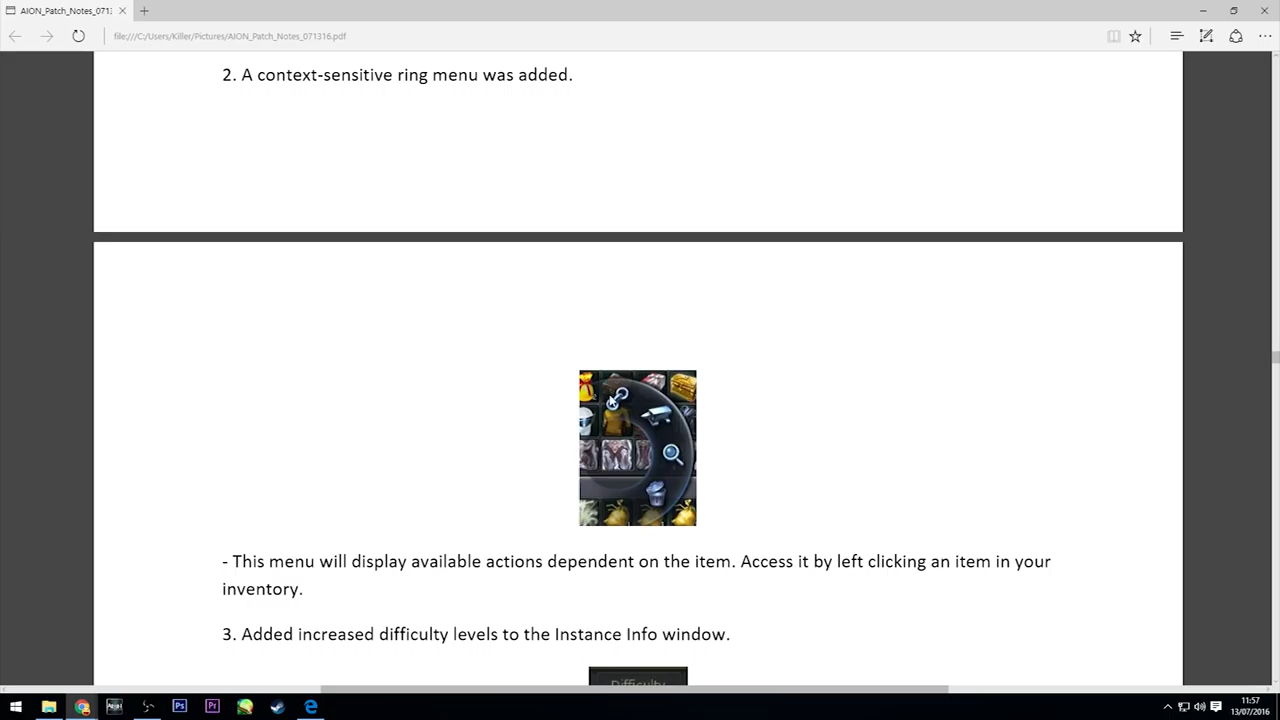 AION_Patch_Notes_071
file:///C:/Users/Killer/Pictures/AION_Patch_Notes_071316.pdf
2. A context-sensitive ring menu was added.
- This menu will display available actions dependent on the item. Access it by left clicking an item in your
inventory.
3. Added increased difficulty levels to the Instance Info window.
Difficulty
11:57
13/07/2016